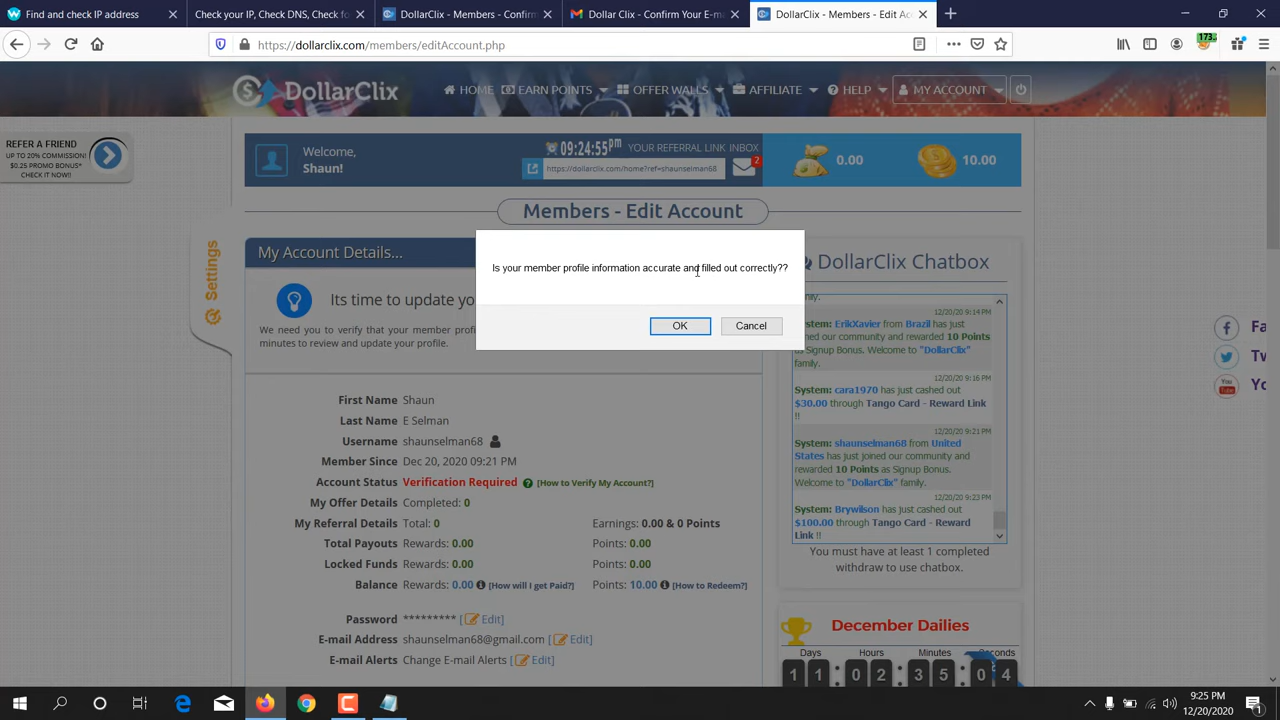 Find and check IP address
Check your IP, Check DNS, Check fo
DollarClix - Members - Confirm
Dollar Clix - Confirm Your E-m
DollarClix - Members - Edit Acc
https://dollarclix.com/members/editAccount.php
173..
DollarClix
HOME
EARN POINTS
OFFER WALLS
AFFILIATE
HELP
MY ACCOUNT
REFER A FRIEND
UP TO 20% COMMISSION!
$0.25 PROMO BONUS*
CHECK IT NOW!
Welcome,
Shaun!
09:24:55pm YOUR REFERRAL LINK INBOX
https://dollarclix.com/home?ref=shaunselman68
2
0.00
10.00
Members - Edit Account
Settings
My Account Details...
Its time to update yo
We need you to verify that your member profi
minutes to review and update your profile.
Is your member profile information accurate and filled out correctly??
OK
Cancel
First Name Shaun
Last Name E Selman
Username shaunselman68
Member Since Dec 20, 2020 09:21 PM
Account Status Verification Required [How to Verify My Account?]
My Offer Details Completed: 0
My Referral Details Total: 0 Earnings: 0.00 & 0 Points
Total Payouts Rewards: 0.00 Points: 0.00
Locked Funds Rewards: 0.00 Points: 0.00
Balance Rewards: 0.00 [How will I get Paid?] Points: 10.00 [How to Redeem?]
Password ********* [Edit]
E-mail Address shaunselman68@gmail.com [Edit]
E-mail Alerts Change E-mail Alerts [Edit]
DollarClix Chatbox
family.
12/20/20 9:14 PM
System: ErikXavier from Brazil has just
joined our community and rewarded 10 Points
as Signup Bonus. Welcome to "DollarClix"
family.
12/20/20 9:16 PM
System: cara1970 has just cashed out
$30.00 through Tango Card - Reward Link
!!
12/20/20 9:21 PM
System: shaunselman68 from United
States has just joined our community and
rewarded 10 Points as Signup Bonus.
Welcome to "DollarClix" family.
12/20/20 9:23 PM
System: Brywilson has just cashed out
$100.00 through Tango Card - Reward
Link !!
You must have at least 1 completed
withdraw to use chatbox.
December Dailies
Days Hours Minutes Seconds
11 02 35 04
Fa
Tw
You Tube Yo
9:25 PM
12/20/2020
1